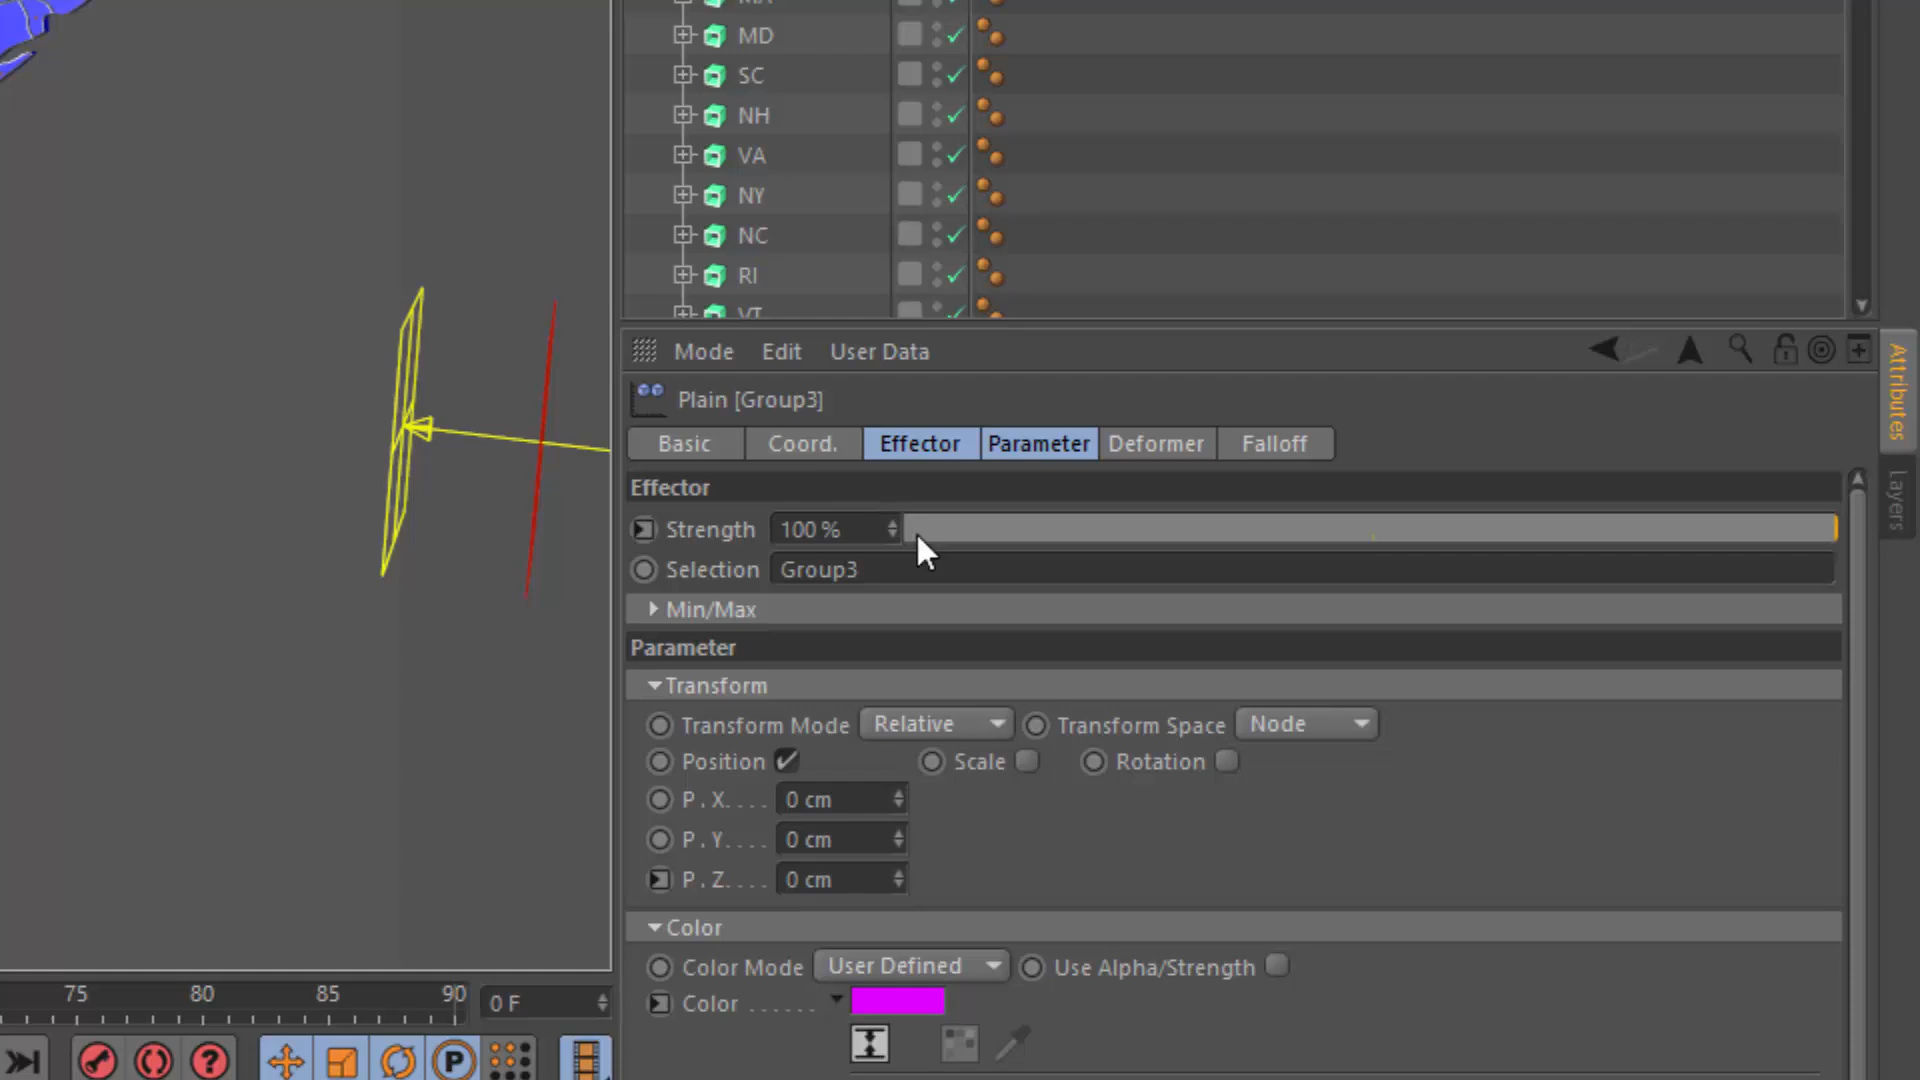 MD
SC
NH
VA
NY
NC
RI
VT
Mode Edit User Data
Attributes
Layers
Plain [Group3]
Basic Coord. Effector Parameter Deformer Falloff
Effector
Strength 100 %
Selection Group3
Min/Max
Parameter
Transform
Transform Mode Relative Transform Space Node
Position Scale Rotation
P . X. . . . 0 cm
P . Y. . . . 0 cm
P . Z. . . . 0 cm
Color
Color Mode User Defined Use Alpha/Strength
Color . . . . . .
75 80 85 90 0 F
P